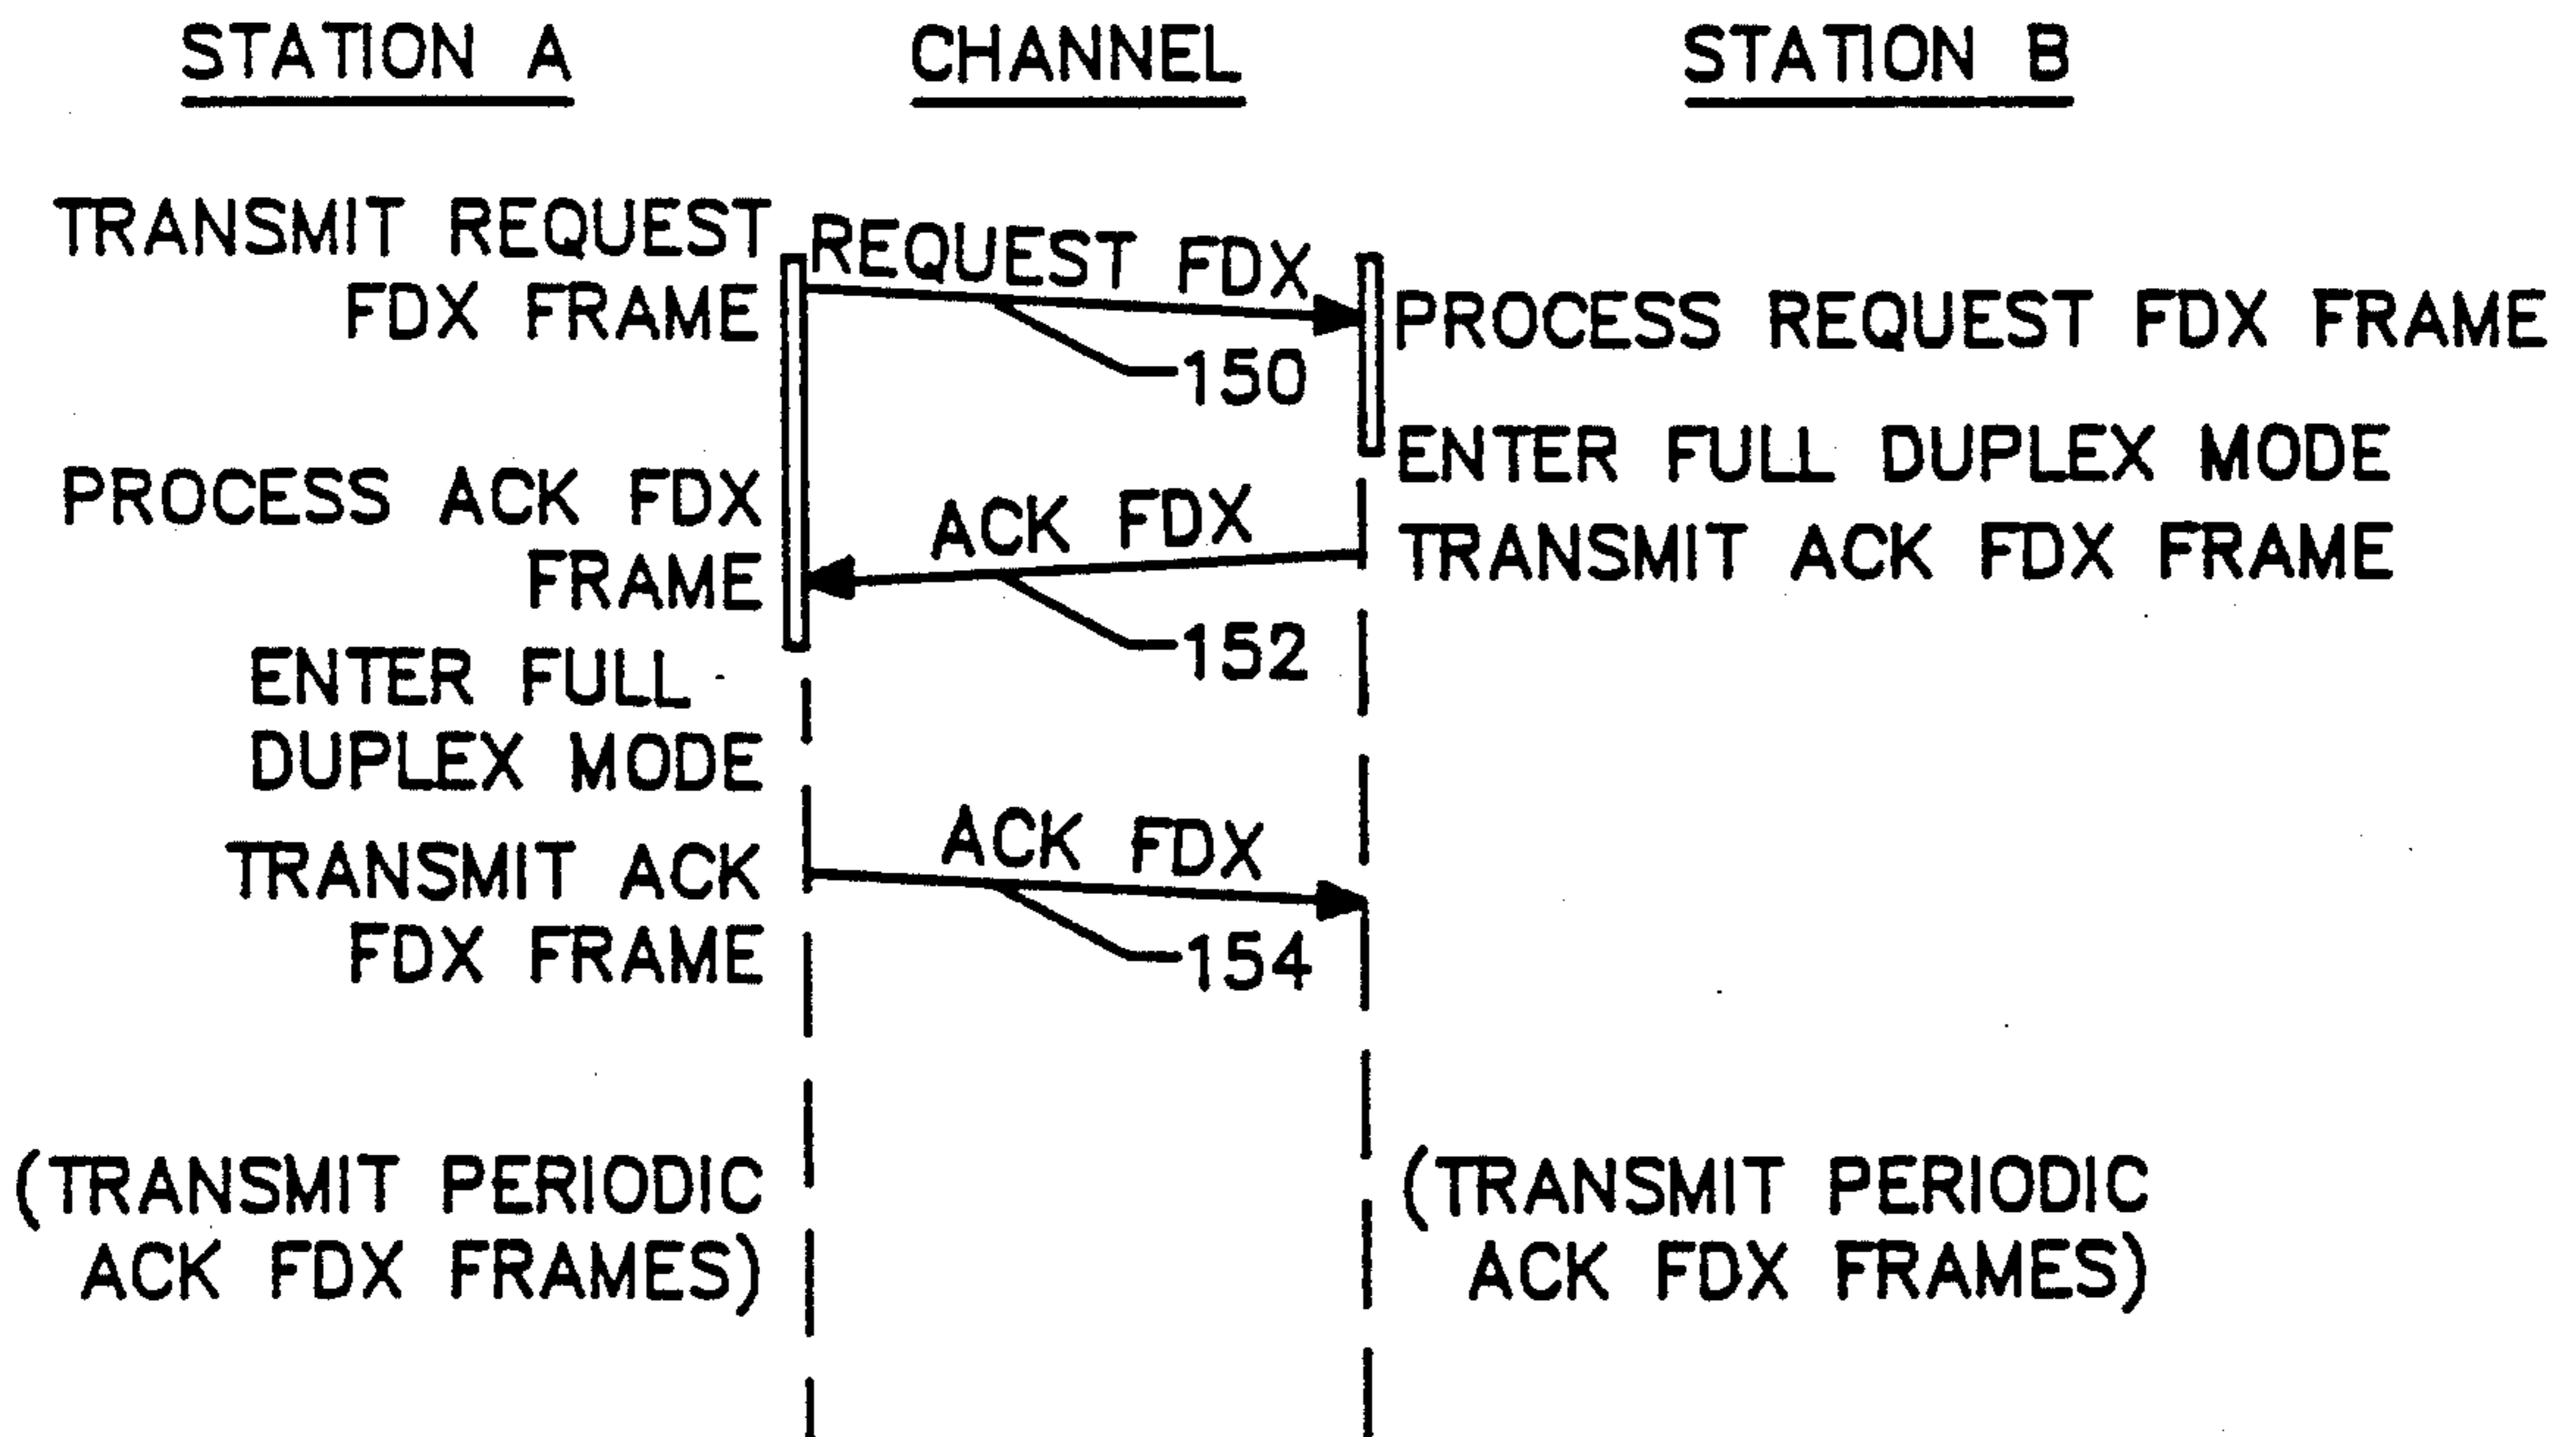 STATION A
CHANNEL
STATION B
TRANSMIT REQUEST
FDX FRAME
REQUEST FDX
150
PROCESS REQUEST FDX FRAME
ENTER FULL DUPLEX MODE
PROCESS ACK FDX
FRAME
ACK FDX
152
TRANSMIT ACK FDX FRAME
ENTER FULL
DUPLEX MODE
TRANSMIT ACK
FDX FRAME
ACK FDX
154
(TRANSMIT PERIODIC
ACK FDX FRAMES)
(TRANSMIT PERIODIC
ACK FDX FRAMES)